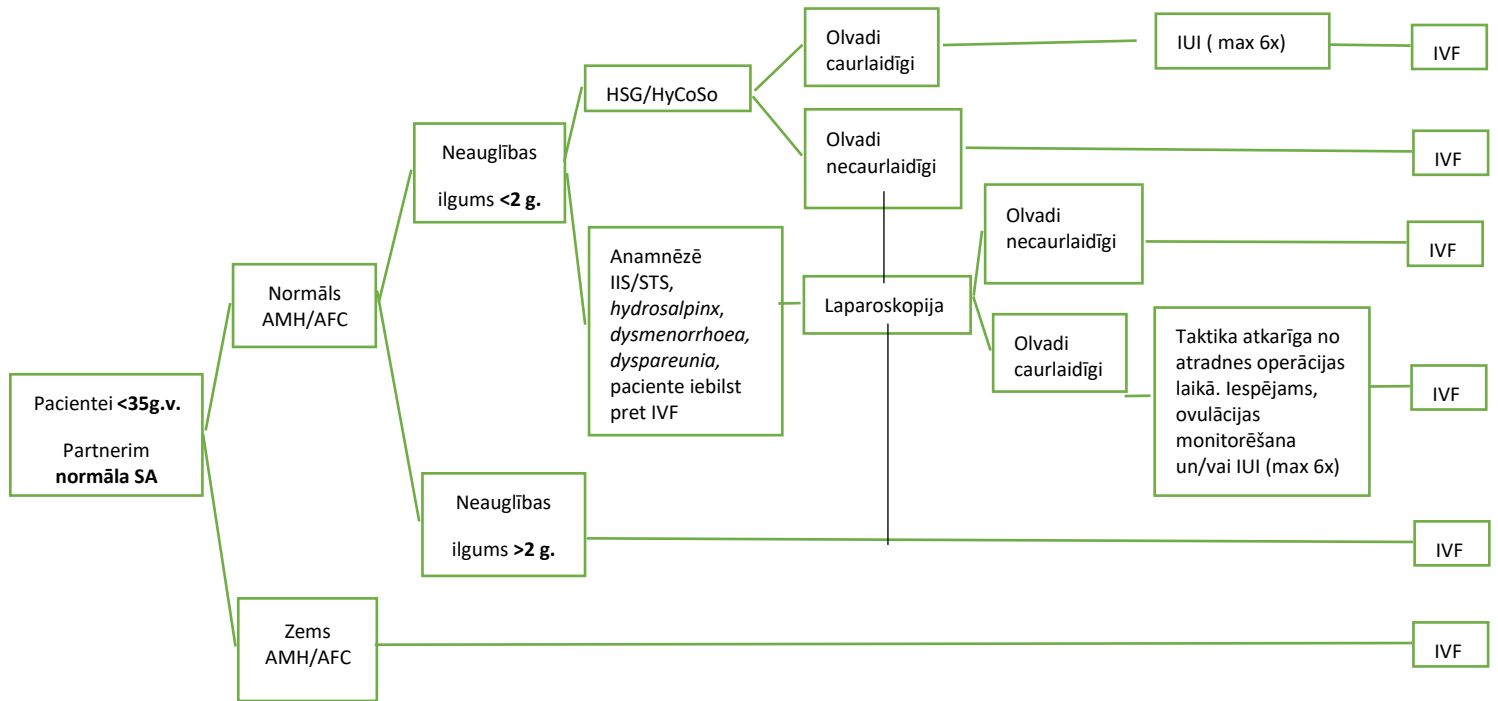 Pacientei <35g.v.
Partnerim
normāla SA
Normāls
AMH/AFC
Zems
AMH/AFC
Neauglības
ilgums <2 g.
Neauglības
ilgums >2 g.
HSG/HyCoSo
Anamnēzē
IIS/STS,
hydrosalpinx,
dysmenorrhoea,
dyspareunia,
paciente iebilst
pret IVF
Olvadi
caurlaidīgi
Olvadi
necaurlaidīgi
Laparoskopija
Olvadi
necaurlaidīgi
Olvadi
caurlaidīgi
IUI ( max 6x)
Taktika atkarīga no
atradnes operācijas
laikā. Iespējams,
ovulācijas
monitorēšana
un/vai IUI (max 6x)
IVF
IVF
IVF
IVF
IVF
IVF